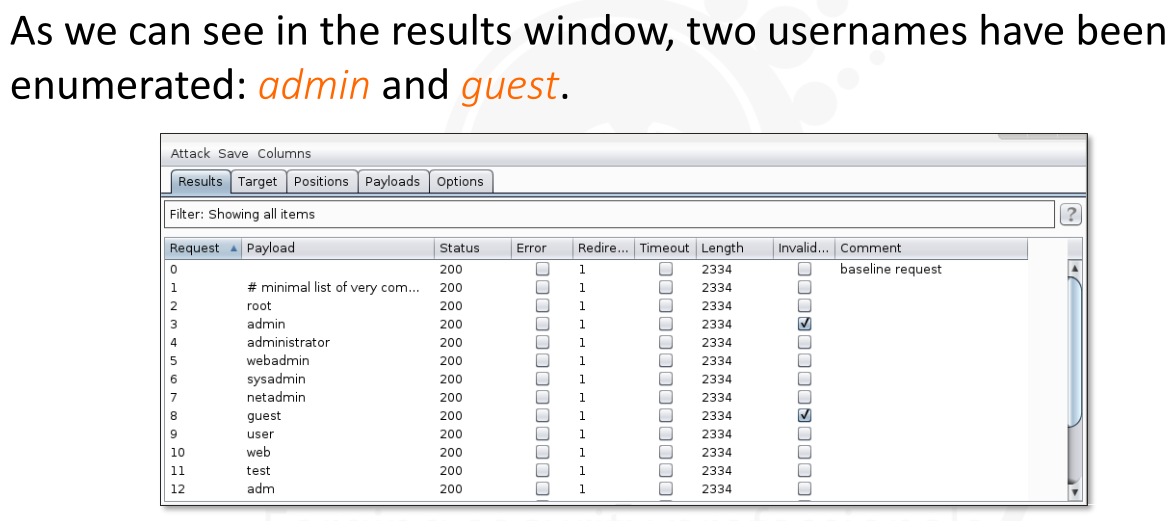 As we can see in the results window, two usernames have been
enumerated: admin and guest.
Attack Save Columns
Results Target Positions Payloads Options
Filter: Showing all items
?
Request Payload Status Error Redire... Timeout Length Invalid... Comment
0 200 1 2334 baseline request
1 # minimal list of very com... 200 1 2334
2 root 200 1 2334
3 admin 200 1 2334
4 administrator 200 1 2334
5 webadmin 200 1 2334
6 sysadmin 200 1 2334
7 netadmin 200 1 2334
8 guest 200 1 2334
9 user 200 1 2334
10 web 200 1 2334
11 test 200 1 2334
12 adm 200 1 2334